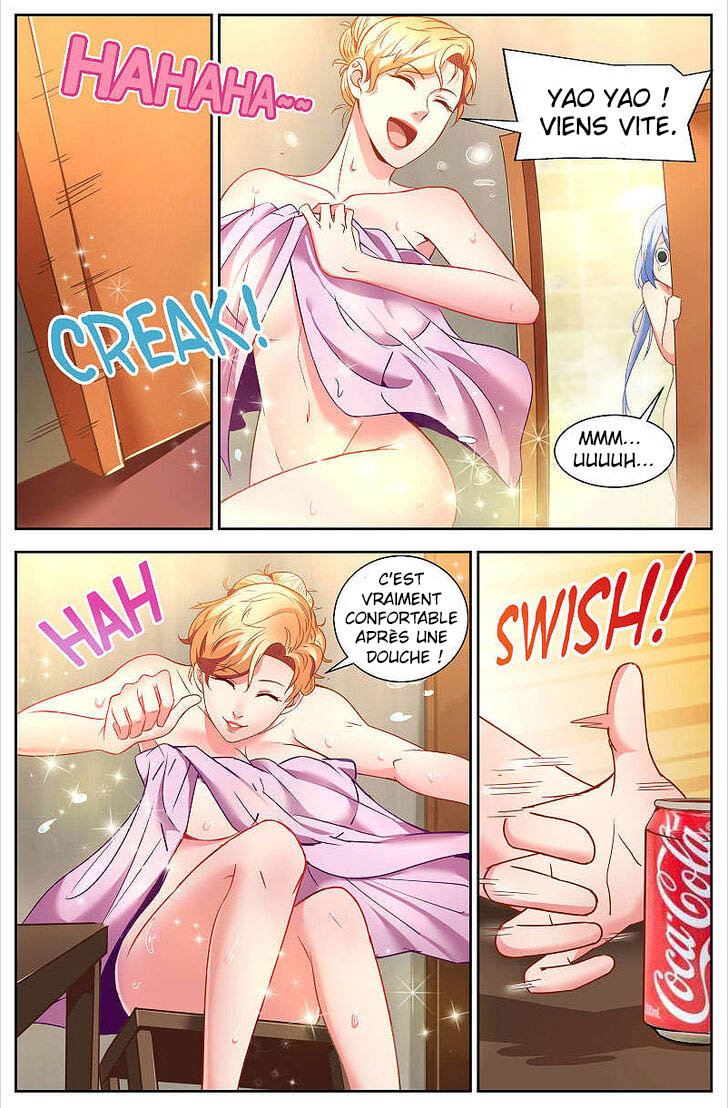 HAHAHA~~
YAO YAO !
VIENS VITE.
CREAK!
MMM...
UUUUH...
HAH
C'EST
VRAIMENT
CONFORTABLE
APRÈS UNE
DOUCHE !
SWISH!
Coca-Cola